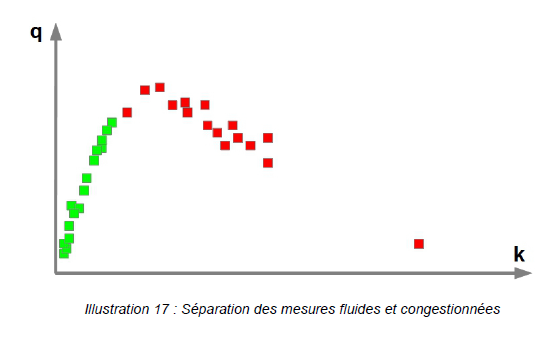 q
k
Illustration 17 : Séparation des mesures fluides et congestionnées